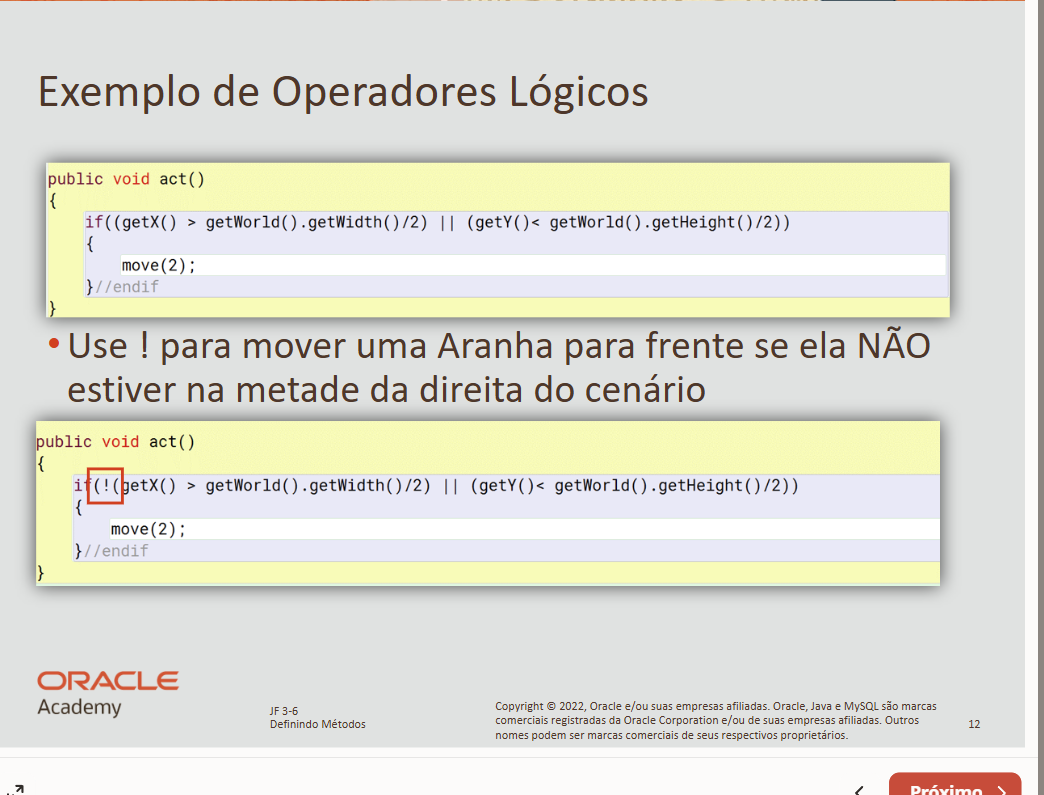 Exemplo de Operadores Lógicos
public void act()
{
if((getX() > getWorld().getWidth()/2) || (getY()< getWorld().getHeight()/2))
{
move(2);
}//endif
}
• Use ! para mover uma Aranha para frente se ela NÃO
estiver na metade da direita do cenário
public void act()
{
if(!(getX() > getWorld().getWidth()/2) || (getY()< getWorld().getHeight()/2))
{
move(2);
}//endif
}
ORACLE
Academy
JF 3-6
Definindo Métodos
Copyright © 2022, Oracle e/ou suas empresas afiliadas. Oracle, Java e MySQL são marcas
comerciais registradas da Oracle Corporation e/ou de suas empresas afiliadas. Outros
nomes podem ser marcas comerciais de seus respectivos proprietários.
12
Próximo